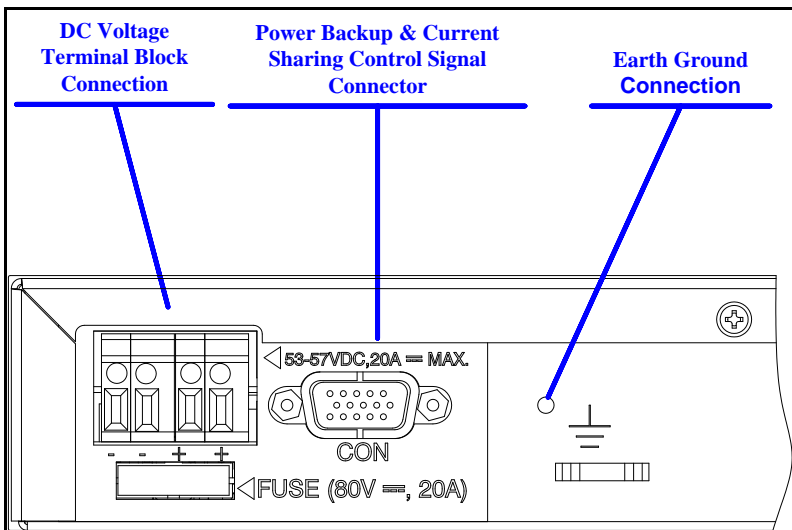 DC Voltage
Terminal Block
Connection
Power Backup & Current
Sharing Control Signal
Connector
Earth Ground
Connection
53-57VDC,20A ⎓ MAX.
CON
- - + +
FUSE (80V ⎓, 20A)